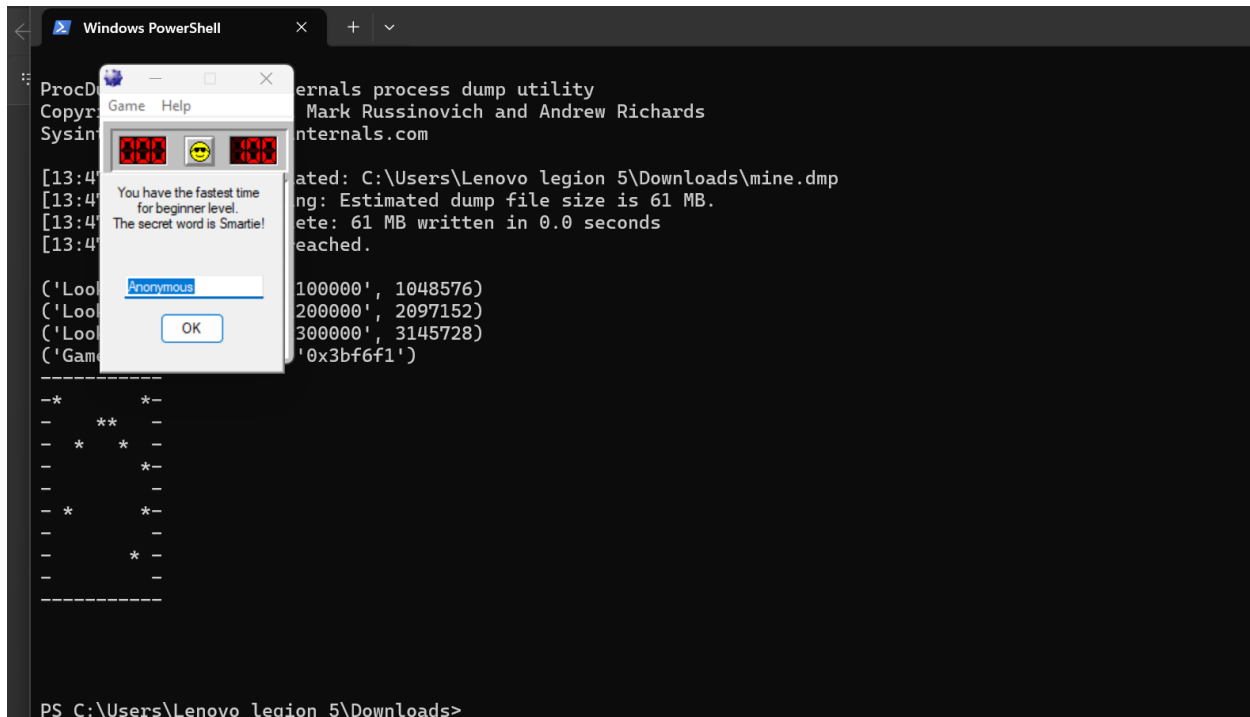 Windows PowerShell
Game Help
You have the fastest time
for beginner level.
The secret word is Smartie!
Anonymous
OK
ProcD ernals process dump utility
Copyr Mark Russinovich and Andrew Richards
Sysin nternals.com
[13:4 ated: C:\Users\Lenovo legion 5\Downloads\mine.dmp
[13:4 ng: Estimated dump file size is 61 MB.
[13:4 ete: 61 MB written in 0.0 seconds
[13:4 eached.
('Loo 100000', 1048576)
('Loo 200000', 2097152)
('Loo 300000', 3145728)
('Game '0x3bf6f1')
-----------
-*       *-
-    **   -
-  *   *  -
-        *-
-         -
- *      *-
-         -
-       * -
-         -
-----------
PS C:\Users\Lenovo legion 5\Downloads>